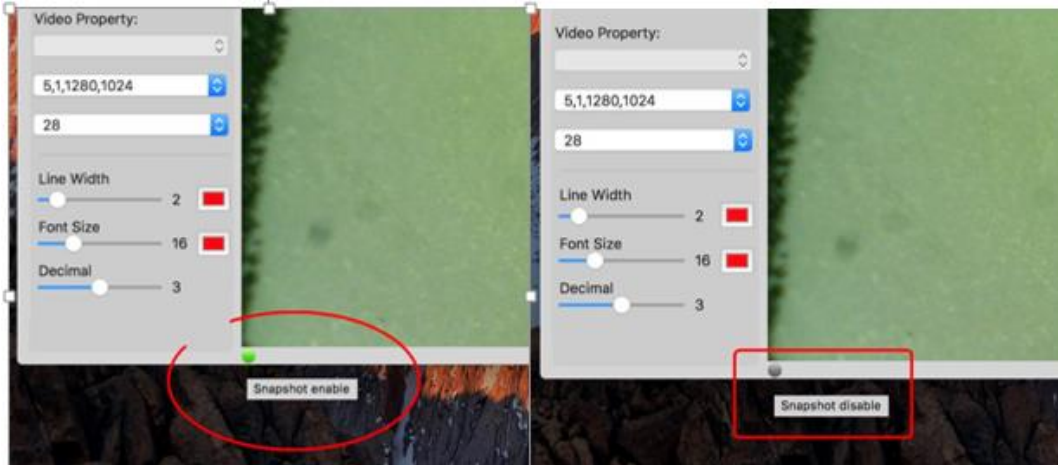 Video Property:
5,1,1280,1024
28
Line Width
2
Font Size
16
Decimal
3
Snapshot enable
Video Property:
5,1,1280,1024
28
Line Width
2
Font Size
16
Decimal
3
Snapshot disable